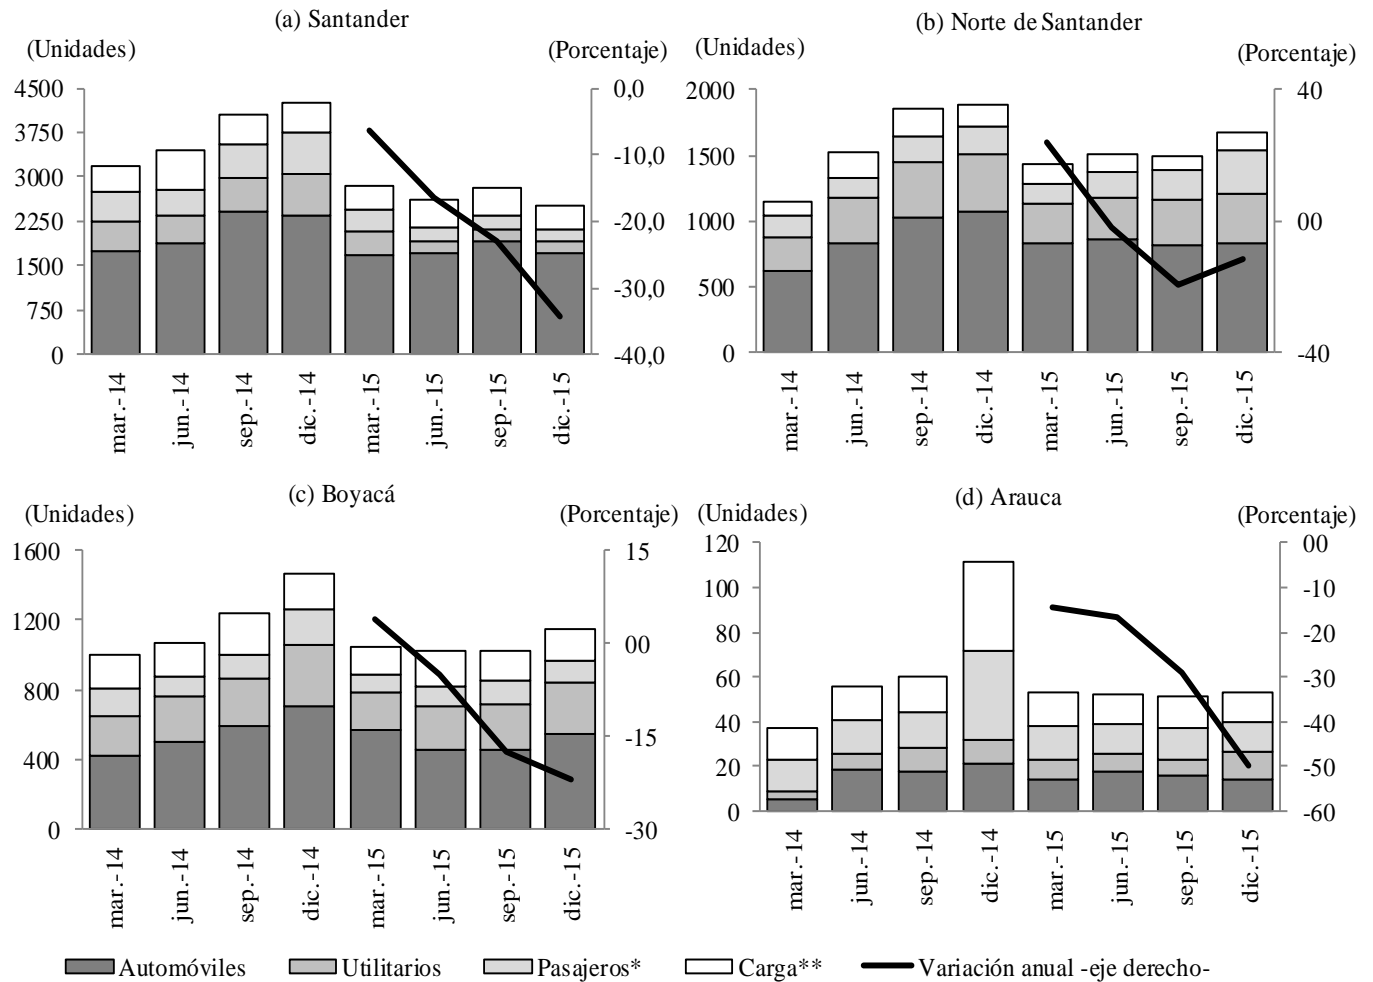 (a) Santander
(Unidades)
(Porcentaje)
4500
3750
3000
2250
1500
750
0
0,0
-10,0
-20,0
-30,0
-40,0
mar.-14
jun.-14
sep.-14
dic.-14
mar.-15
jun.-15
sep.-15
dic.-15
(b) Norte de Santander
(Unidades)
(Porcentaje)
2000
1500
1000
500
0
40
00
-40
mar.-14
jun.-14
sep.-14
dic.-14
mar.-15
jun.-15
sep.-15
dic.-15
(c) Boyacá
(Unidades)
(Porcentaje)
1600
1200
800
400
0
15
00
-15
-30
mar.-14
jun.-14
sep.-14
dic.-14
mar.-15
jun.-15
sep.-15
dic.-15
(d) Arauca
(Unidades)
(Porcentaje)
120
100
80
60
40
20
0
00
-10
-20
-30
-40
-50
-60
mar.-14
jun.-14
sep.-14
dic.-14
mar.-15
jun.-15
sep.-15
dic.-15
Automóviles Utilitarios Pasajeros* Carga** Variación anual -eje derecho-